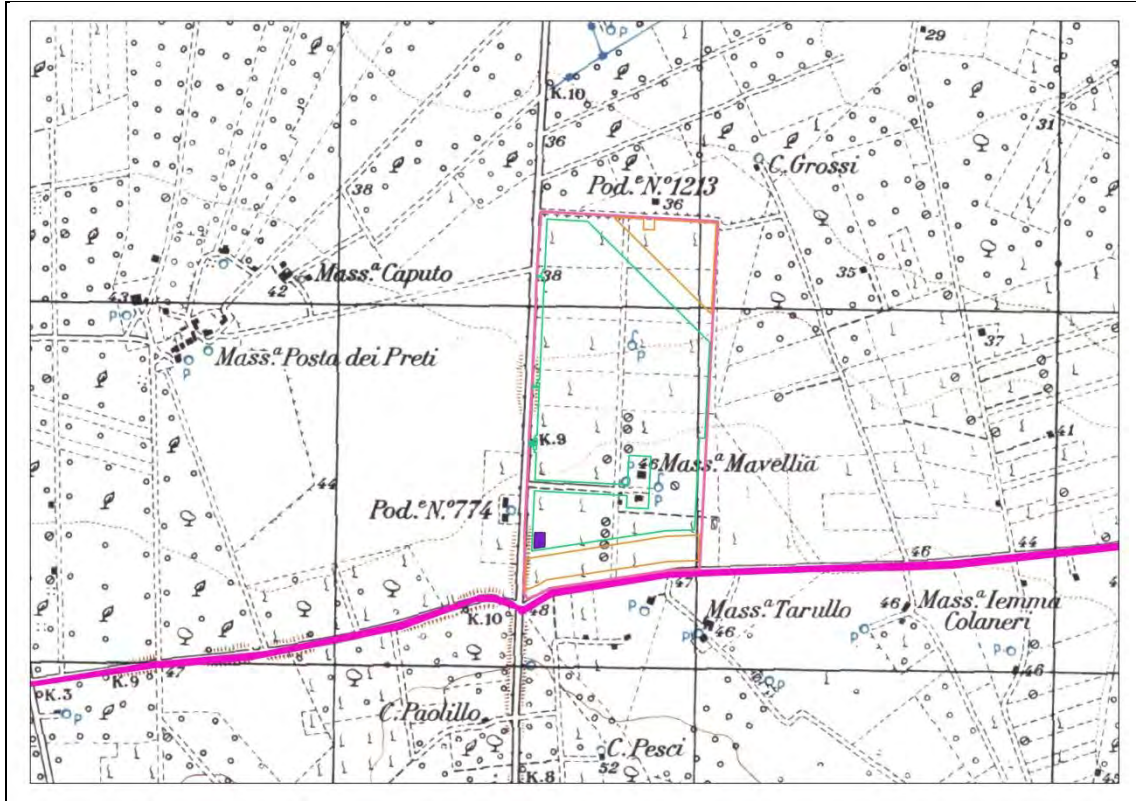 P
29
K.10
36
31
C. Grossi
38
Pod.ᵉ N.º 1213
36
38
35
Mass.ª Caputo
42
43
P
Mass.ª Posta dei Preti
P
P
37
K.9
41
46 Mass.ª Mavellia
44
Pod.ᵉ N.º 774
46
44
47
48
P
Mass.ª Tarullo
46
P
46
Mass.ª Iemma
Colaneri
P
P
46
K.10
47
K.9
K.3
P
C. Paolillo
P
C. Pesci
52
K.8